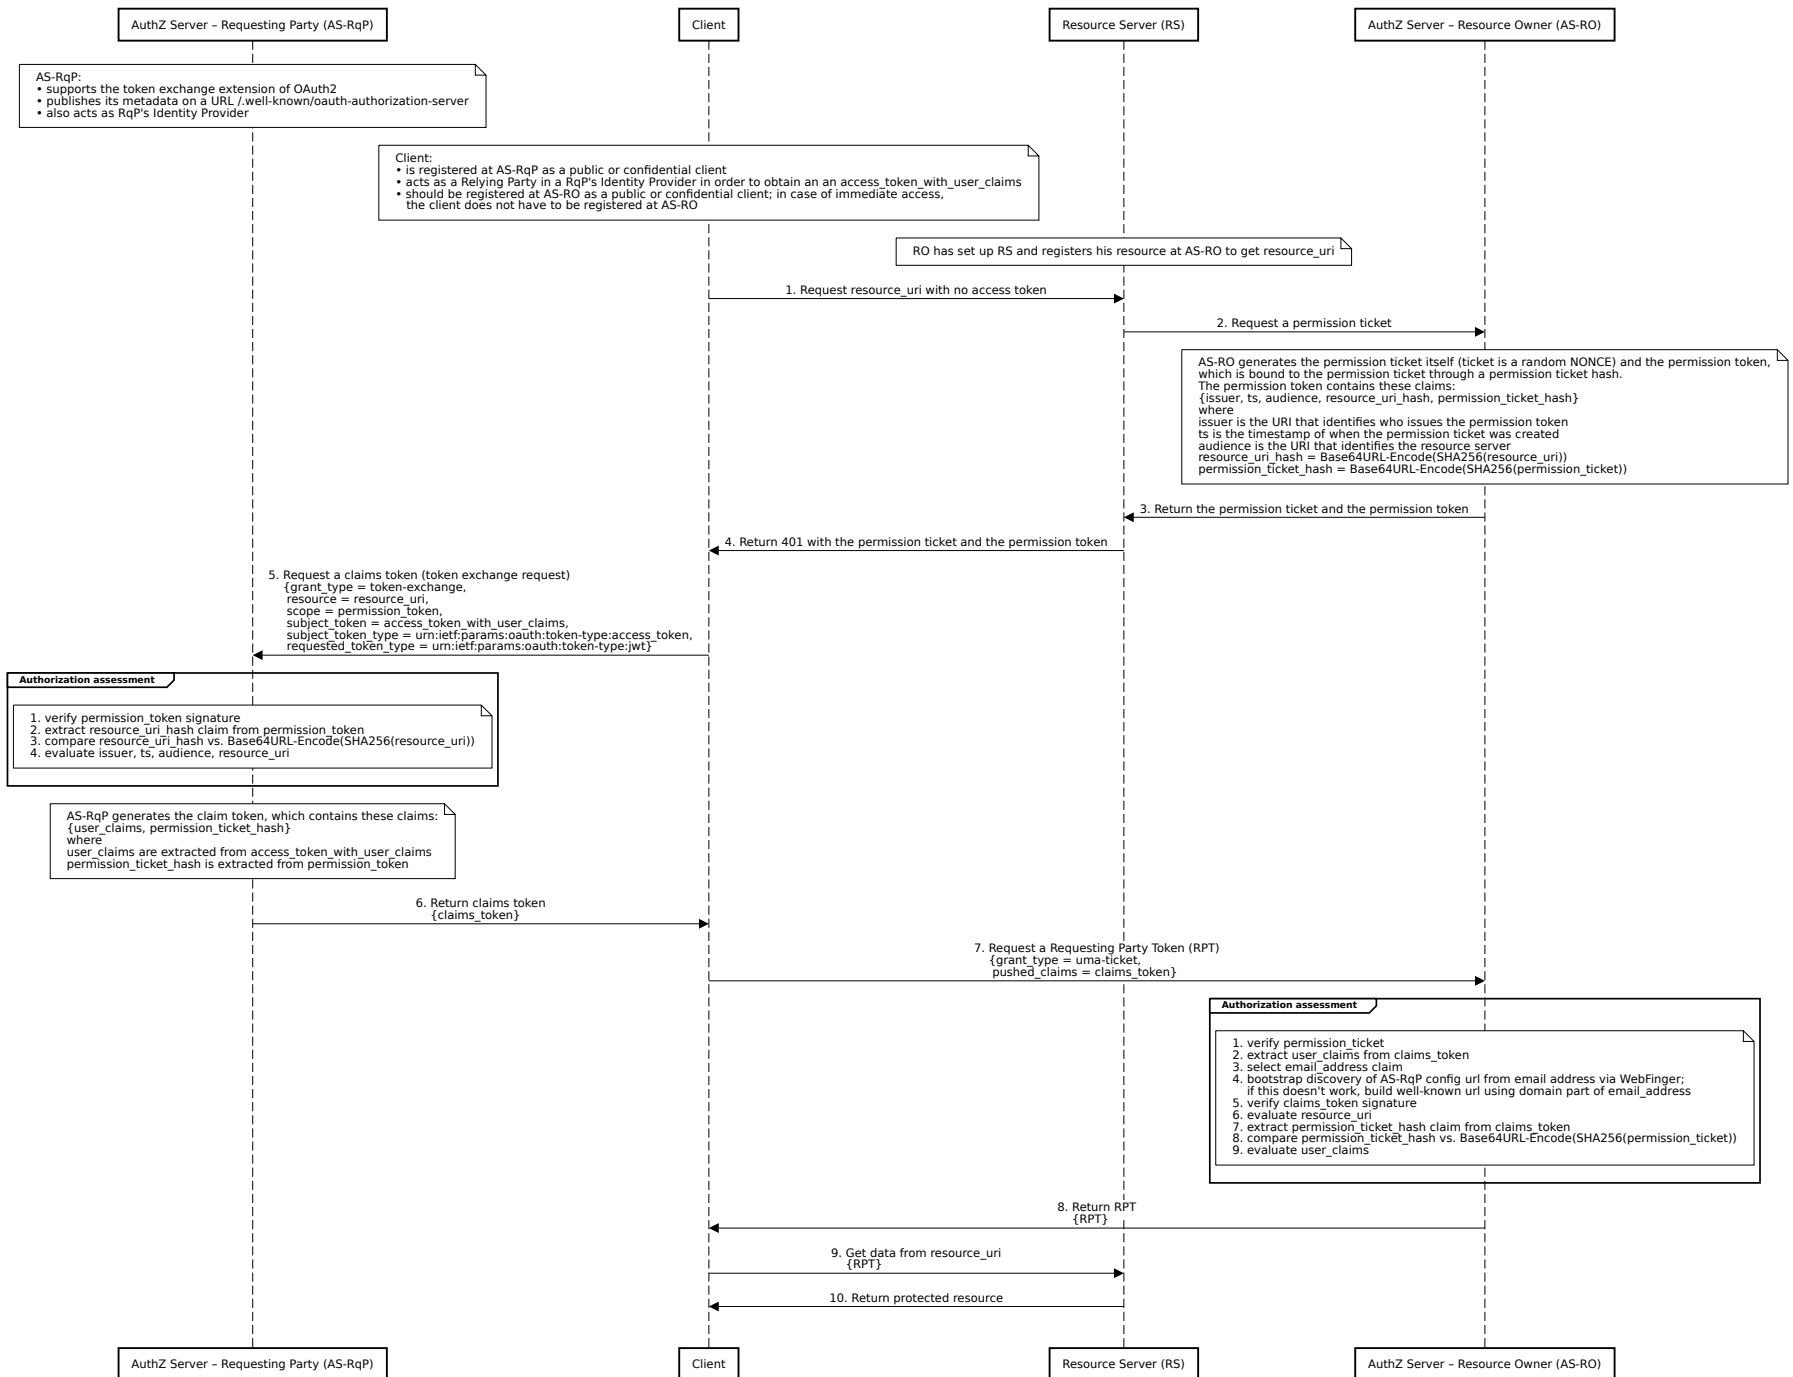 AuthZ Server – Requesting Party (AS-RqP)
Client
Resource Server (RS)
AuthZ Server – Resource Owner (AS-RO)
AS-RqP:
• supports the token exchange extension of OAuth2
• publishes its metadata on a URL /.well-known/oauth-authorization-server
• also acts as RqP's Identity Provider
Client:
• is registered at AS-RqP as a public or confidential client
• acts as a Relying Party in a RqP's Identity Provider in order to obtain an an access_token_with_user_claims
• should be registered at AS-RO as a public or confidential client; in case of immediate access,
the client does not have to be registered at AS-RO
RO has set up RS and registers his resource at AS-RO to get resource_uri
1. Request resource_uri with no access token
2. Request a permission ticket
AS-RO generates the permission ticket itself (ticket is a random NONCE) and the permission token,
which is bound to the permission ticket through a permission ticket hash.
The permission token contains these claims:
{issuer, ts, audience, resource_uri_hash, permission_ticket_hash}
where
issuer is the URI that identifies who issues the permission token
ts is the timestamp of when the permission ticket was created
audience is the URI that identifies the resource server
resource_uri_hash = Base64URL-Encode(SHA256(resource_uri))
permission_ticket_hash = Base64URL-Encode(SHA256(permission_ticket))
3. Return the permission ticket and the permission token
4. Return 401 with the permission ticket and the permission token
5. Request a claims token (token exchange request)
{grant_type = token-exchange,
resource = resource_uri,
scope = permission_token,
subject_token = access_token_with_user_claims,
subject_token_type = urn:ietf:params:oauth:token-type:access_token,
requested_token_type = urn:ietf:params:oauth:token-type:jwt}
Authorization assessment
1. verify permission_token signature
2. extract resource_uri_hash claim from permission_token
3. compare resource_uri_hash vs. Base64URL-Encode(SHA256(resource_uri))
4. evaluate issuer, ts, audience, resource_uri
AS-RqP generates the claim token, which contains these claims:
{user_claims, permission_ticket_hash}
where
user_claims are extracted from access_token_with_user_claims
permission_ticket_hash is extracted from permission_token
6. Return claims token
{claims_token}
7. Request a Requesting Party Token (RPT)
{grant_type = uma-ticket,
pushed_claims = claims_token}
Authorization assessment
1. verify permission_ticket
2. extract user_claims from claims_token
3. select email_address claim
4. bootstrap discovery of AS-RqP config url from email address via WebFinger;
if this doesn't work, build well-known url using domain part of email_address
5. verify claims_token signature
6. evaluate resource_uri
7. extract permission_ticket_hash claim from claims_token
8. compare permission_ticket_hash vs. Base64URL-Encode(SHA256(permission_ticket))
9. evaluate user_claims
8. Return RPT
{RPT}
9. Get data from resource_uri
{RPT}
10. Return protected resource
AuthZ Server – Requesting Party (AS-RqP)
Client
Resource Server (RS)
AuthZ Server – Resource Owner (AS-RO)